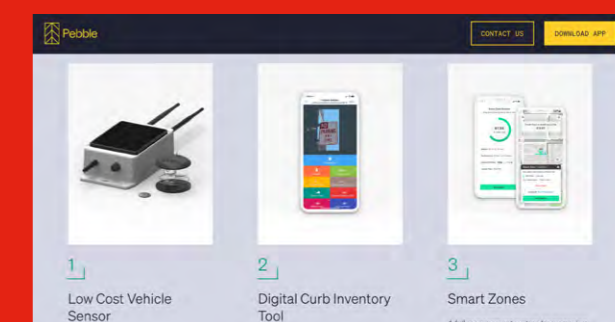 Pebble
CONTACT US
DOWNLOAD APP
1
2
3
Low Cost Vehicle
Sensor
Digital Curb Inventory
Tool
Smart Zones